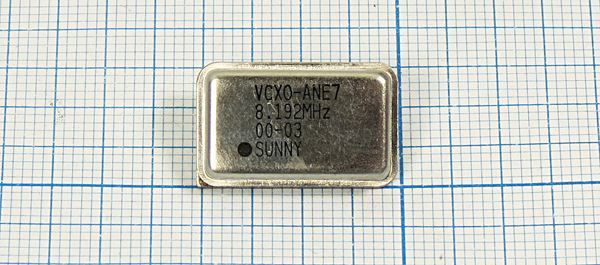 VCXO-ANE7
8.192MHz
00-03
SUNNY